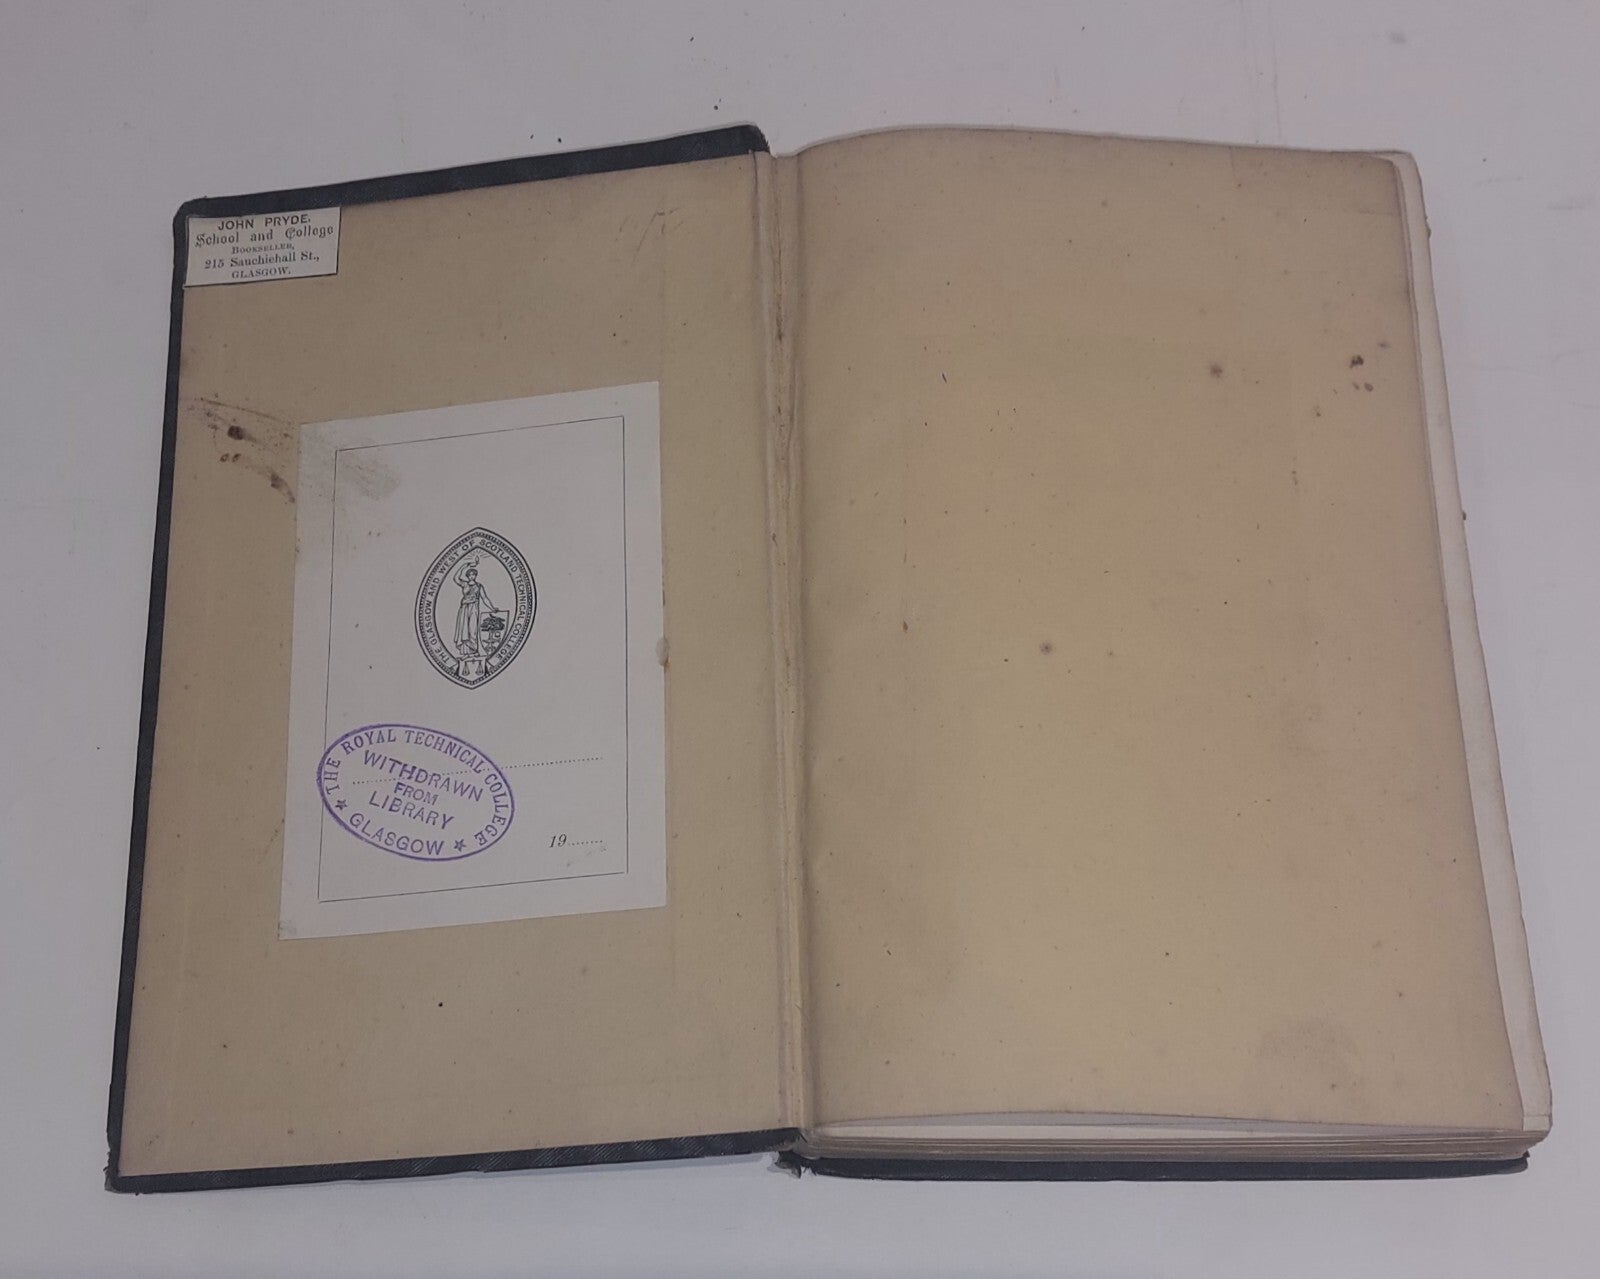 JOHN PRYDE,
School and College
BOOKSELLER,
215 Sauchiehall St.,
GLASGOW.
THE GLASGOW AND WEST OF SCOTLAND TECHNICAL COLLEGE
THE ROYAL TECHNICAL COLLEGE
WITHDRAWN
FROM
LIBRARY
★ GLASGOW ★
19........